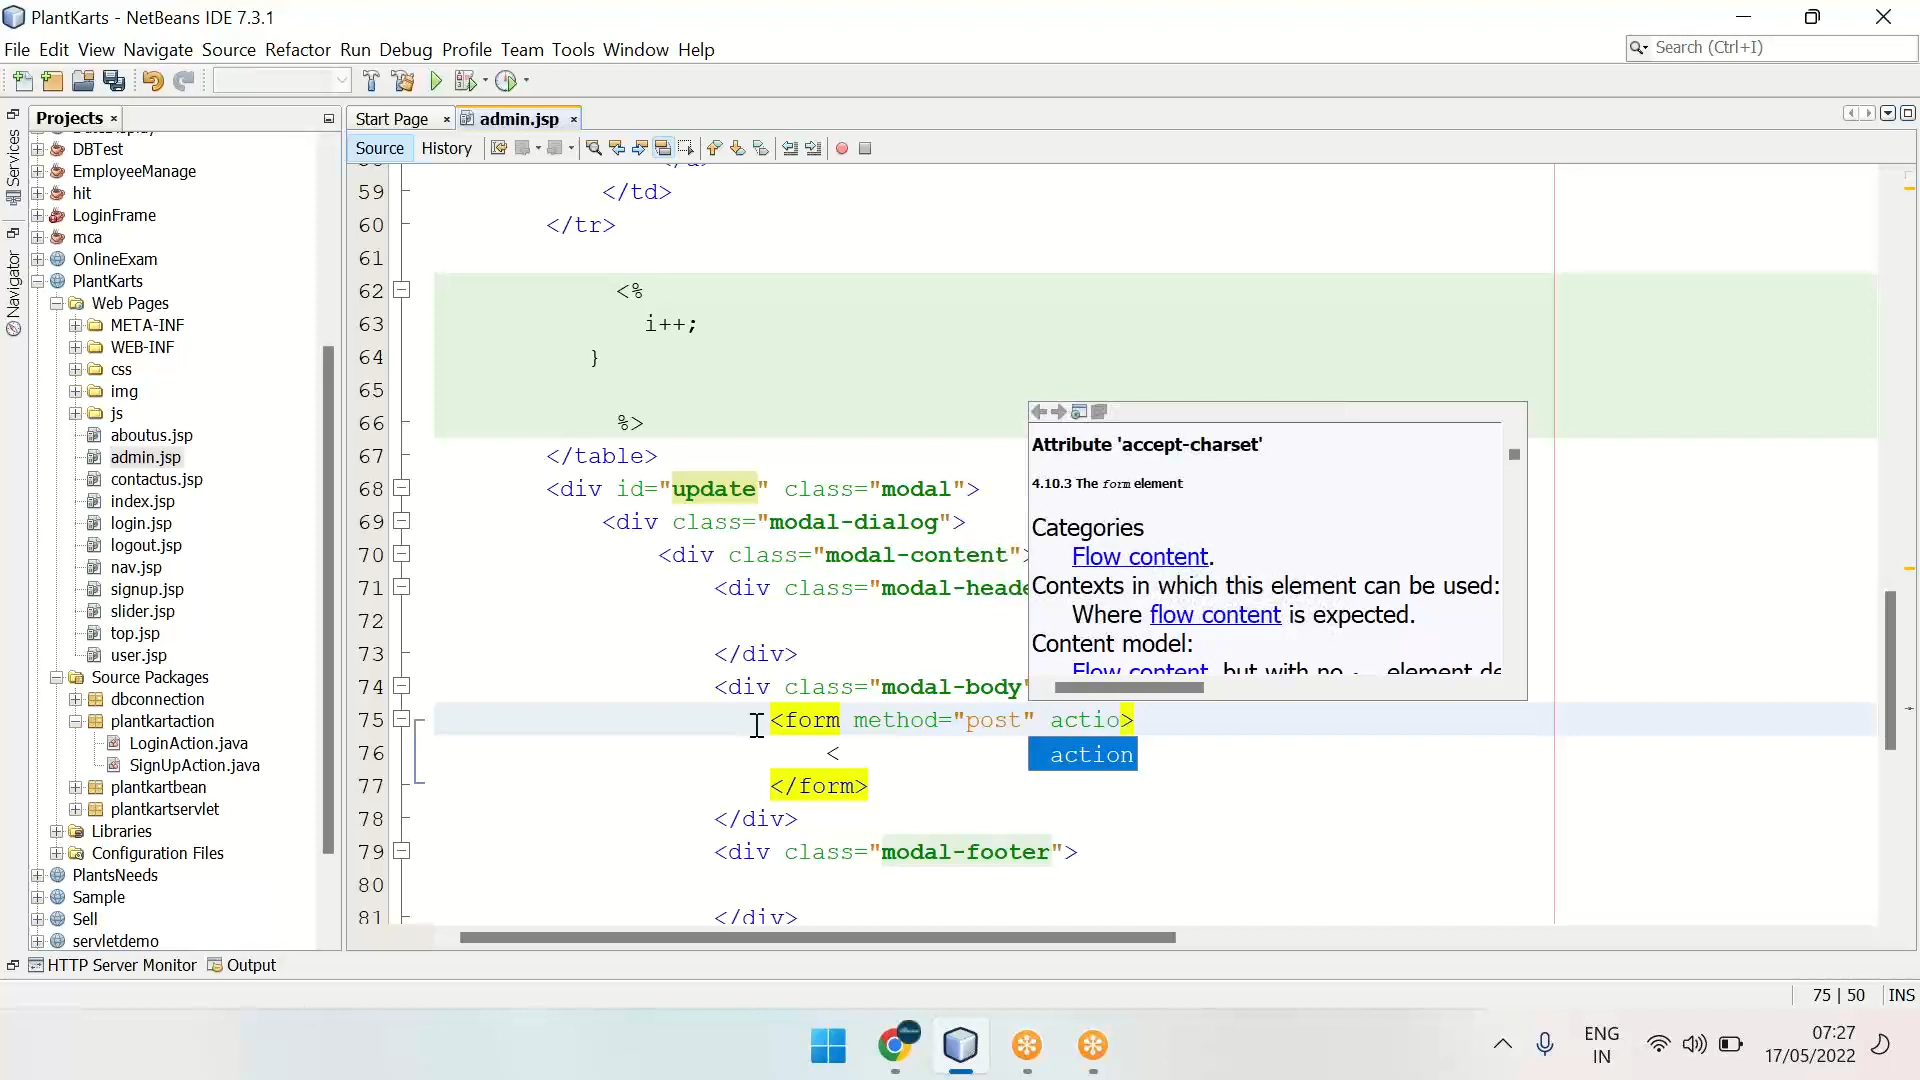 PlantKarts - NetBeans IDE 7.3.1
File Edit View Navigate Source Refactor Run Debug Profile Team Tools Window Help
Search (Ctrl+I)
Services
Navigator
Projects
DBTest
EmployeeManage
hit
LoginFrame
mca
OnlineExam
PlantKarts
Web Pages
META-INF
WEB-INF
css
img
js
aboutus.jsp
admin.jsp
contactus.jsp
index.jsp
login.jsp
logout.jsp
nav.jsp
signup.jsp
slider.jsp
top.jsp
user.jsp
Source Packages
dbconnection
plantkartaction
LoginAction.java
SignUpAction.java
plantkartbean
plantkartservlet
Libraries
Configuration Files
PlantsNeeds
Sample
Sell
servletdemo
Start Page admin.jsp
Source History
59 </td>
60 </tr>
61
62 <%
63 i++;
64 }
65
66 %>
67 </table>
68 <div id="update" class="modal">
69 <div class="modal-dialog">
70 <div class="modal-content">
71 <div class="modal-heade
72
73 </div>
74 <div class="modal-body"
75 <form method="post" actio>
76 <
77 </form>
78 </div>
79 <div class="modal-footer">
80
81 </div>
action
Attribute 'accept-charset'
4.10.3 The form element
Categories
Flow content.
Contexts in which this element can be used:
Where flow content is expected.
Content model:
Flow content, but with no element de
HTTP Server Monitor Output
75 | 50 INS
ENG
IN
07:27
17/05/2022